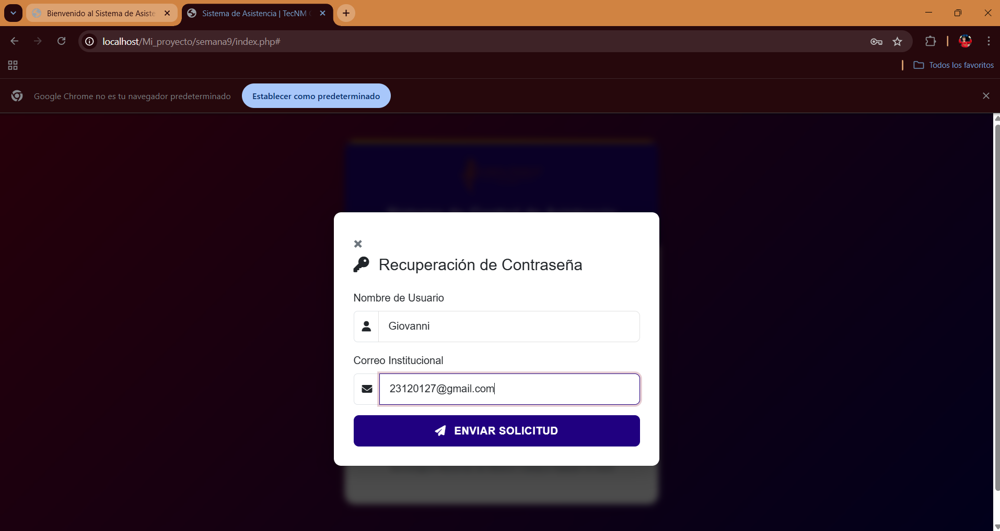 Bienvenido al Sistema de Asiste
Sistema de Asistencia | TecNM
localhost/Mi_proyecto/semana9/index.php#
Todos los favoritos
Google Chrome no es tu navegador predeterminado
Establecer como predeterminado
Recuperación de Contraseña
Nombre de Usuario
Giovanni
Correo Institucional
23120127@gmail.com
ENVIAR SOLICITUD